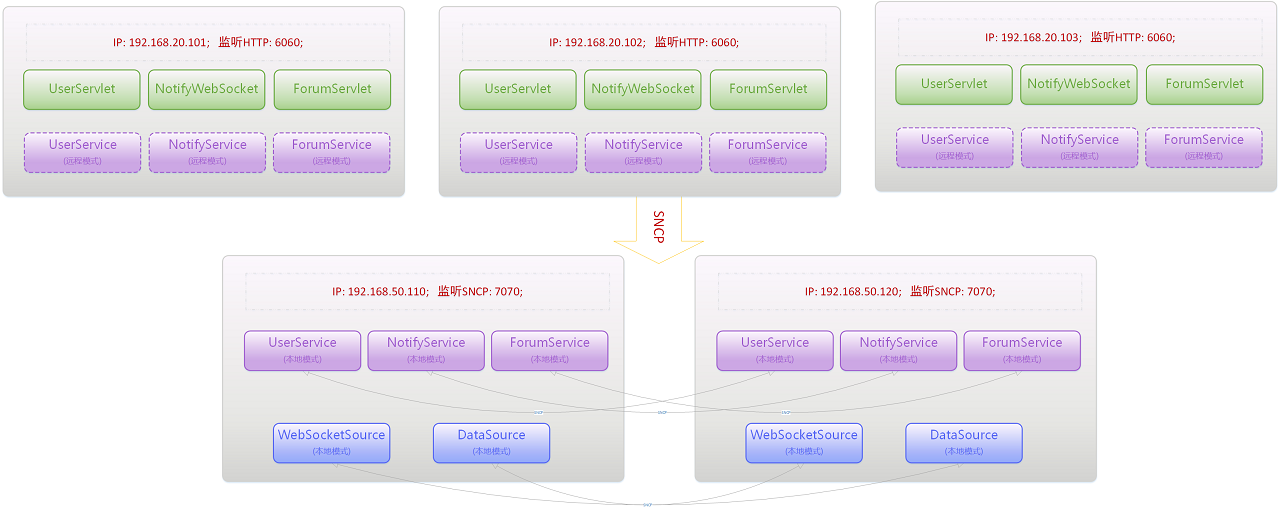 IP: 192.168.20.101; 监听HTTP: 6060;
UserServlet
NotifyWebSocket
ForumServlet
UserService
(远程模式)
NotifyService
(远程模式)
ForumService
(远程模式)
IP: 192.168.20.102; 监听HTTP: 6060;
UserServlet
NotifyWebSocket
ForumServlet
UserService
(远程模式)
NotifyService
(远程模式)
ForumService
(远程模式)
IP: 192.168.20.103; 监听HTTP: 6060;
UserServlet
NotifyWebSocket
ForumServlet
UserService
(远程模式)
NotifyService
(远程模式)
ForumService
(远程模式)
SNCP
IP: 192.168.50.110; 监听SNCP: 7070;
UserService
(本地模式)
NotifyService
(本地模式)
ForumService
(本地模式)
WebSocketSource
(本地模式)
DataSource
(本地模式)
IP: 192.168.50.120; 监听SNCP: 7070;
UserService
(本地模式)
NotifyService
(本地模式)
ForumService
(本地模式)
WebSocketSource
(本地模式)
DataSource
(本地模式)
SNCP
SNCP
SNCP
SNCP